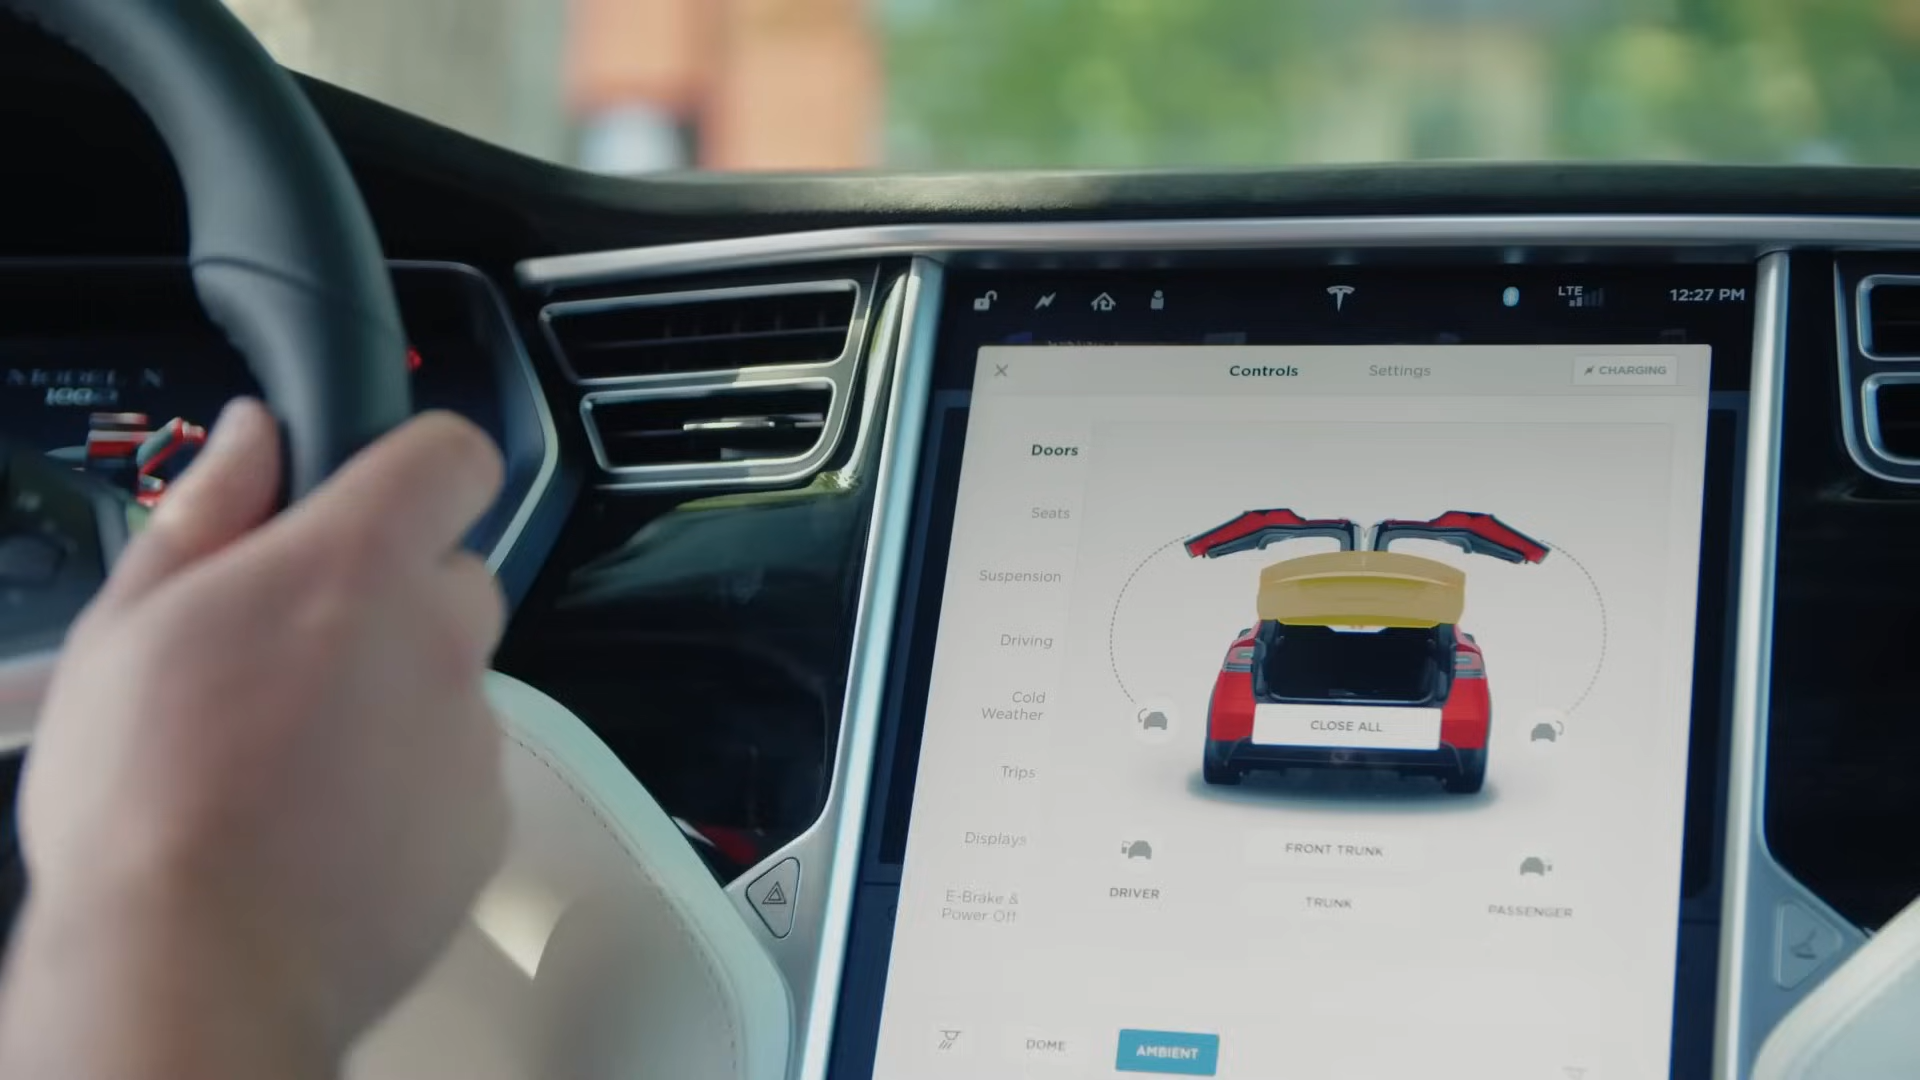 LTE
12:27 PM
Controls
Settings
CHARGING
Doors
Seats
Suspension
Driving
Cold
Weather
Trips
Displays
E-Brake &
Power Off
CLOSE ALL
FRONT TRUNK
DRIVER
TRUNK
PASSENGER
DOME
AMBIENT
MODEL X